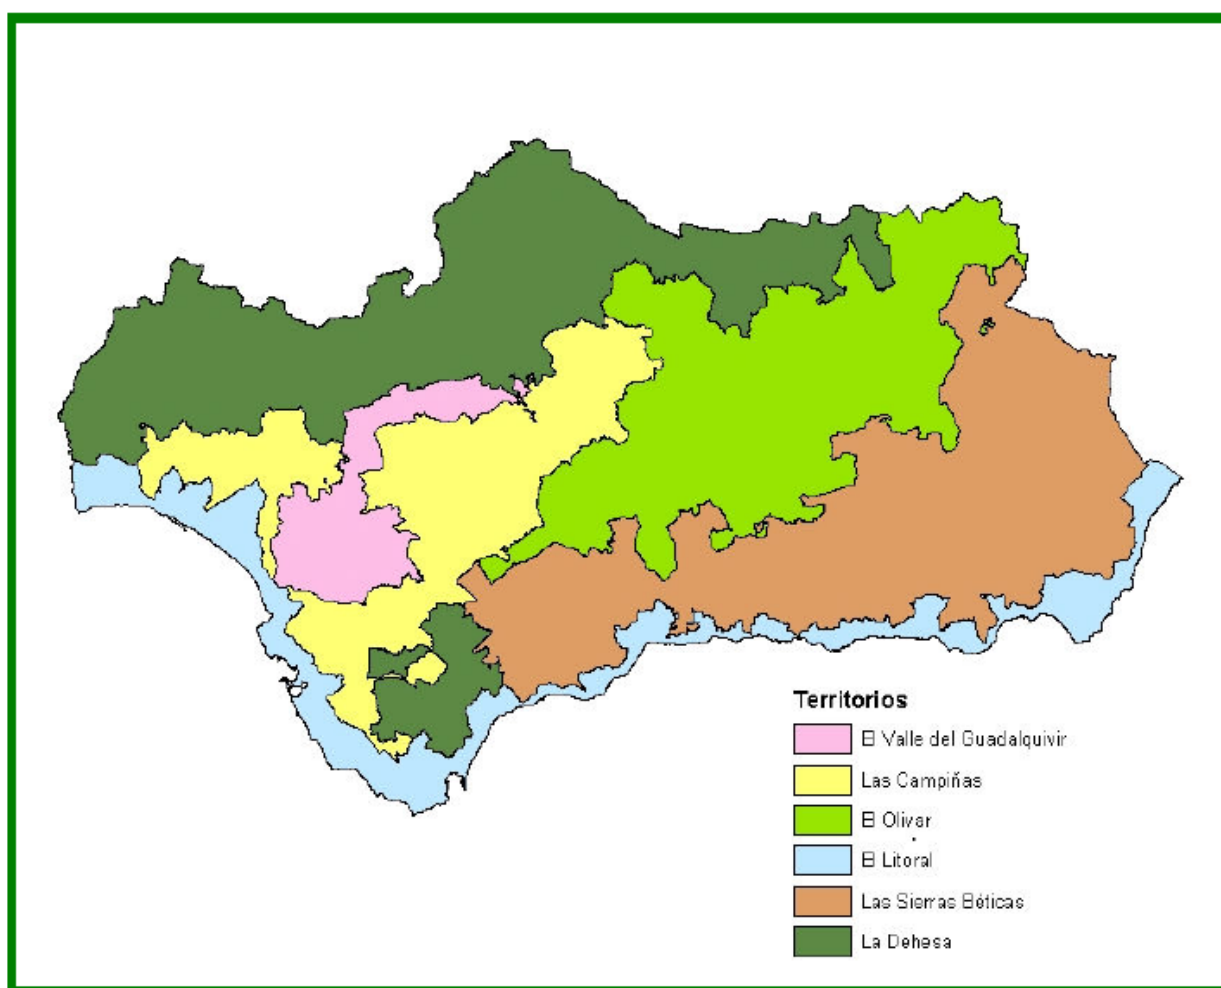 Territorios
El Valle del Guadalquivir
Las Campiñas
El Olivar
El Litoral
Las Sierras Béticas
La Dehesa